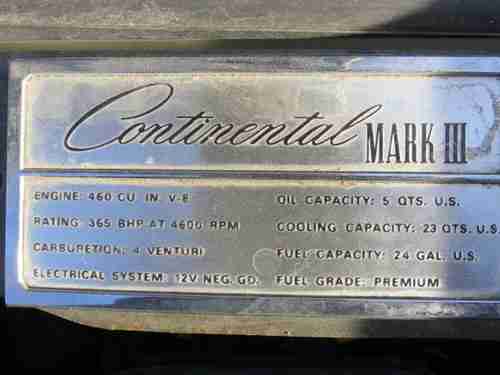 Continental MARK III
ENGINE: 460 CU. IN. V-8
RATING: 365 BHP AT 4600 RPM
CARBURETION: 4 VENTURI
ELECTRICAL SYSTEM: 12V NEG. GD.
OIL CAPACITY: 5 QTS. U.S.
COOLING CAPACITY: 23 QTS. U.S.
FUEL CAPACITY: 24 GAL. U.S.
FUEL GRADE: PREMIUM